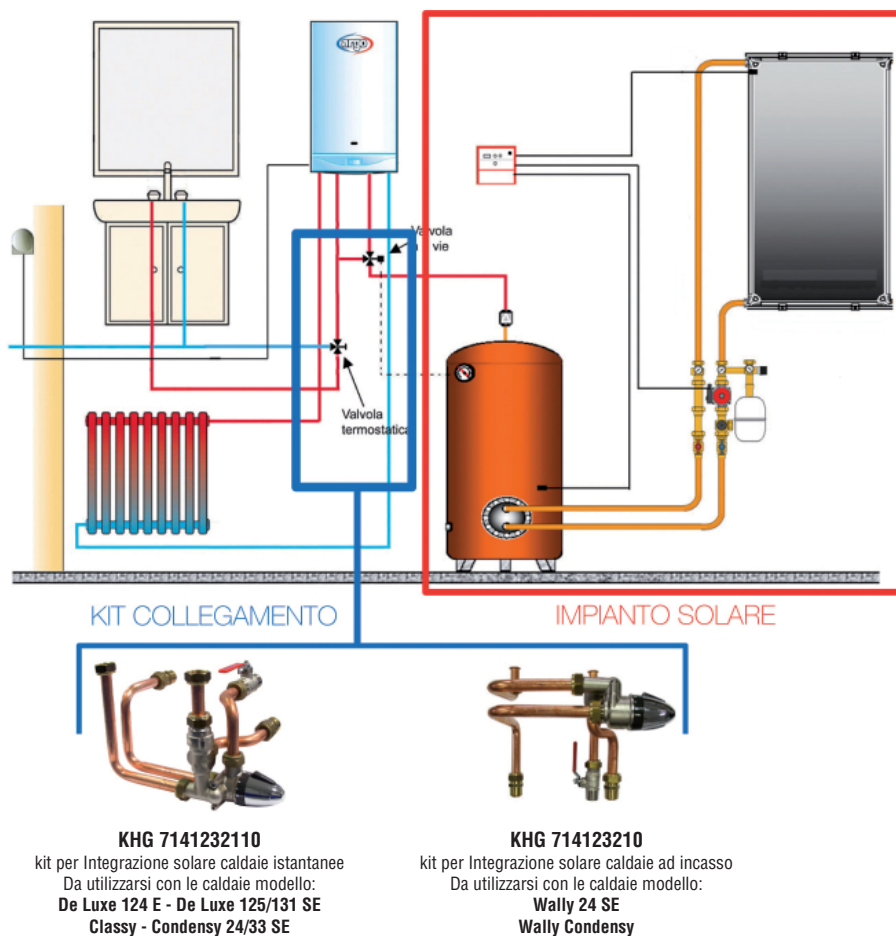 argo
Valvola
vie
Valvola
termostatica
KIT COLLEGAMENTO
IMPIANTO SOLARE
KHG 7141232110
kit per Integrazione solare caldaie istantanee
Da utilizzarsi con le caldaie modello:
De Luxe 124 E - De Luxe 125/131 SE
Classy - Condensy 24/33 SE
KHG 714123210
kit per Integrazione solare caldaie ad incasso
Da utilizzarsi con le caldaie modello:
Wally 24 SE
Wally Condensy